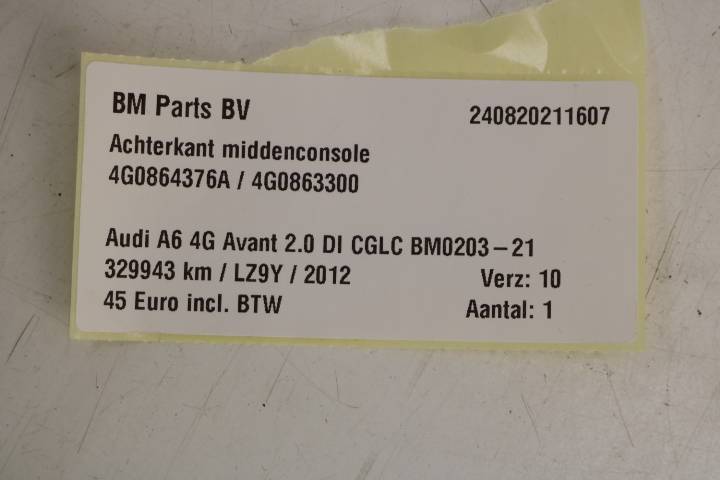 BM Parts BV 240820211607
Achterkant middenconsole
4G0864376A / 4G0863300
Audi A6 4G Avant 2.0 DI CGLC BM0203-21
329943 km / LZ9Y / 2012 Verz: 10
45 Euro incl. BTW Aantal: 1